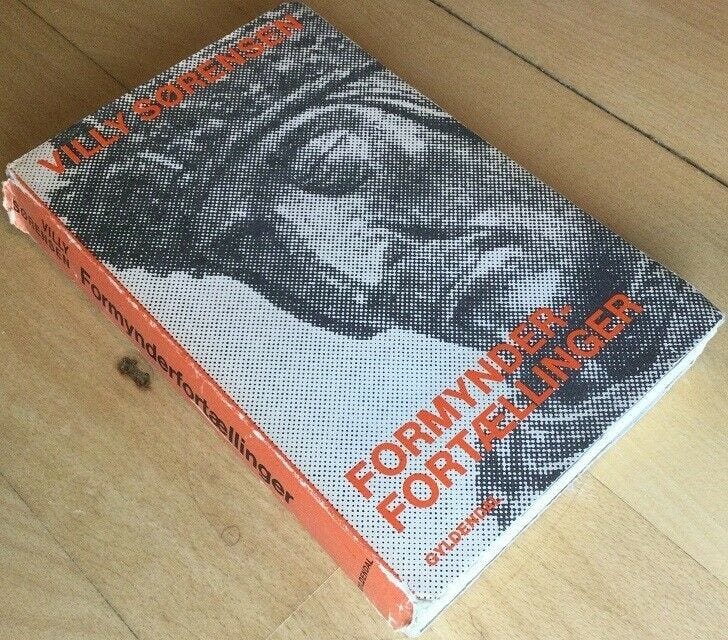 VILLY SØRENSEN
FORMYNDER-
FORTÆLLINGER
GYLDENDAL
VILLY
SØRENSEN
Formynderfortællinger